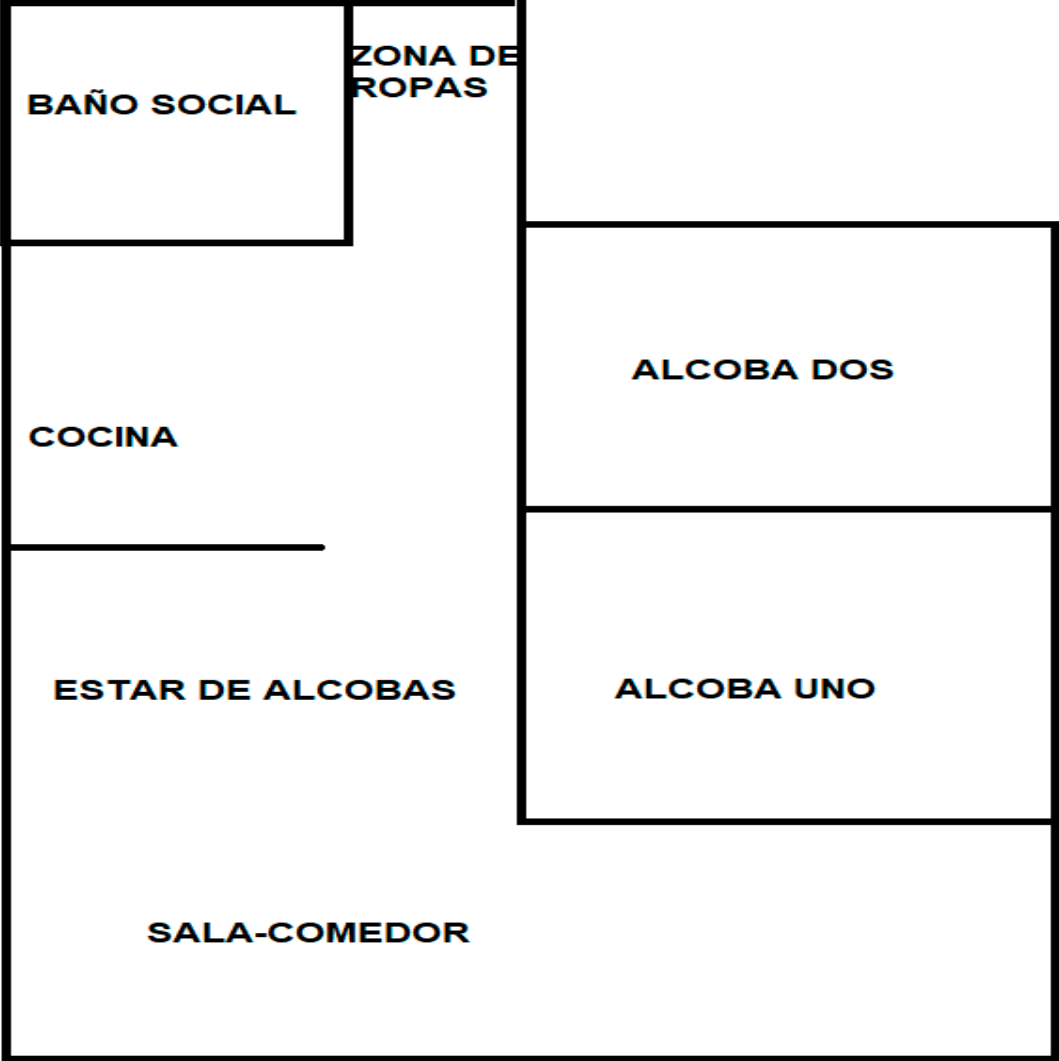 ZONA DE
ROPAS
BAÑO SOCIAL
ALCOBA DOS
COCINA
ESTAR DE ALCOBAS
ALCOBA UNO
SALA-COMEDOR